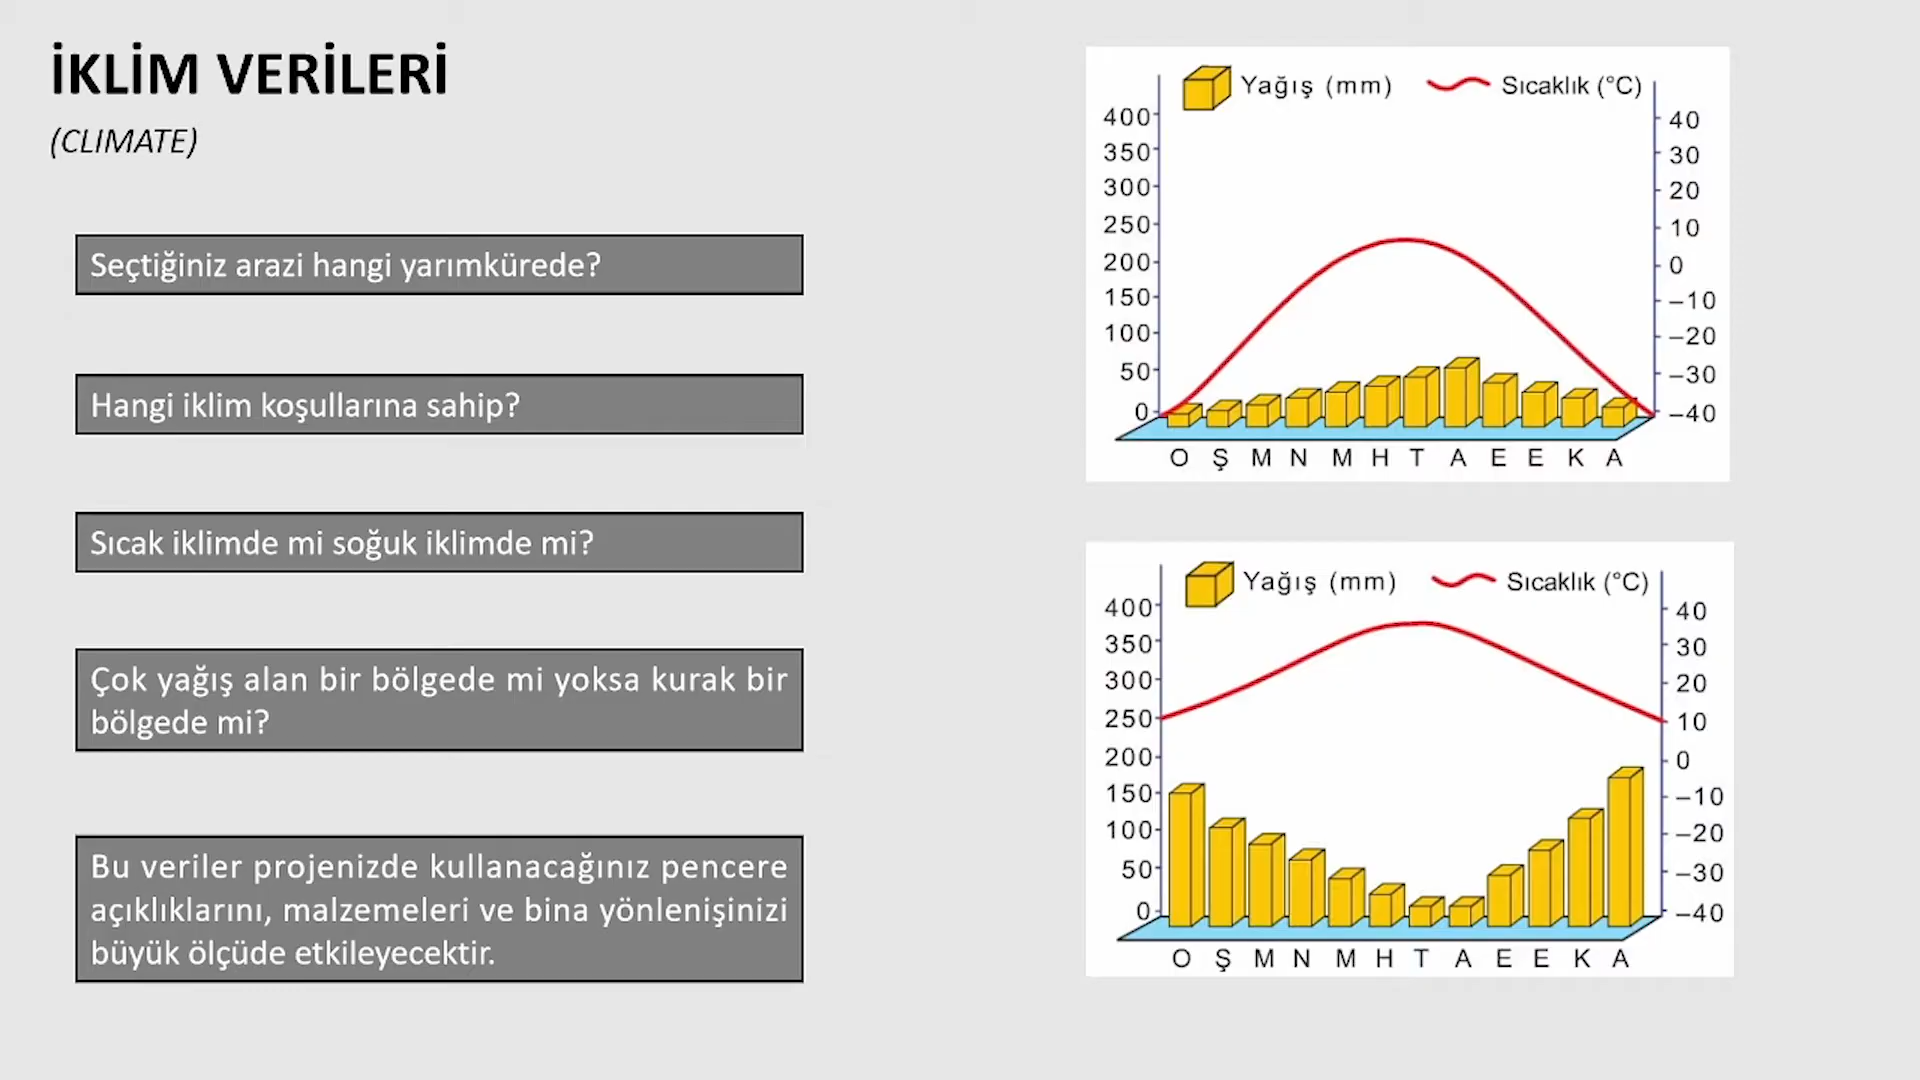 İKLİM VERİLERİ
(CLIMATE)
Seçtiğiniz arazi hangi yarımkürede?
Hangi iklim koşullarına sahip?
Sıcak iklimde mi soğuk iklimde mi?
Çok yağış alan bir bölgede mi yoksa kurak bir
bölgede mi?
Bu veriler projenizde kullanacağınız pencere
açıklıklarını, malzemeleri ve bina yönlenişinizi
büyük ölçüde etkileyecektir.
Yağış (mm) Sıcaklık (°C)
400 40
350 30
300 20
250 10
200 0
150 –10
100 –20
50 –30
0 –40
O Ş M N M H T A E E K A
Yağış (mm) Sıcaklık (°C)
400 40
350 30
300 20
250 10
200 0
150 –10
100 –20
50 –30
0 –40
O Ş M N M H T A E E K A